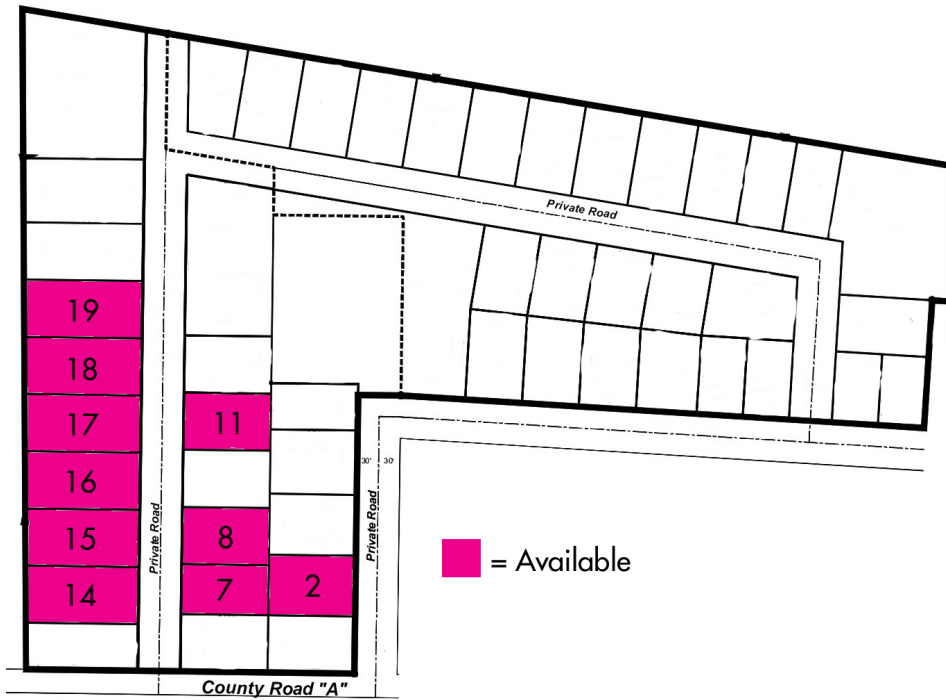 Private Road
19
18
17
11
16
30' 30'
15
8
Private Road
Private Road
= Available
14
7
2
County Road "A"